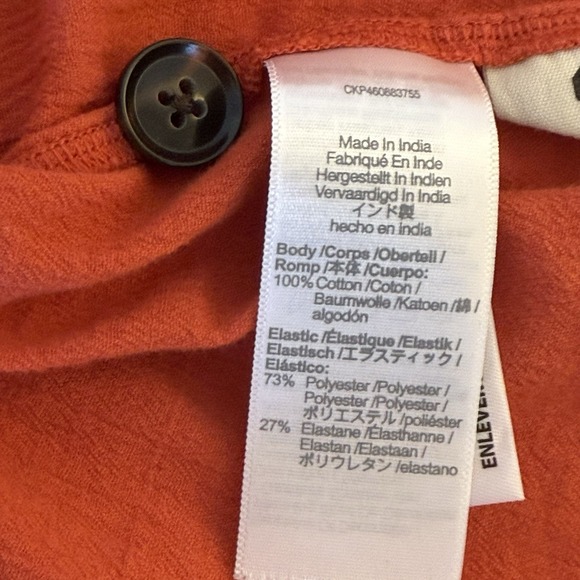 CKP460883755
Made In India
Fabriqué En Inde
Hergestellt In Indien
Vervaardigd In India
インド製
hecho en india
Body /Corps /Oberteil /
Romp /本体 /Cuerpo:
100% Cotton /Coton /
Baumwolle /Katoen /綿 /
algodón
Elastic /Élastique /Elastik /
Elastisch /エラスティック /
Elástico:
73% Polyester /Polyester /
Polyester /Polyester /
ポリエステル /poliéster
27% Elastane /Élasthanne /
Elastan /Elastaan /
ポリウレタン /elastano